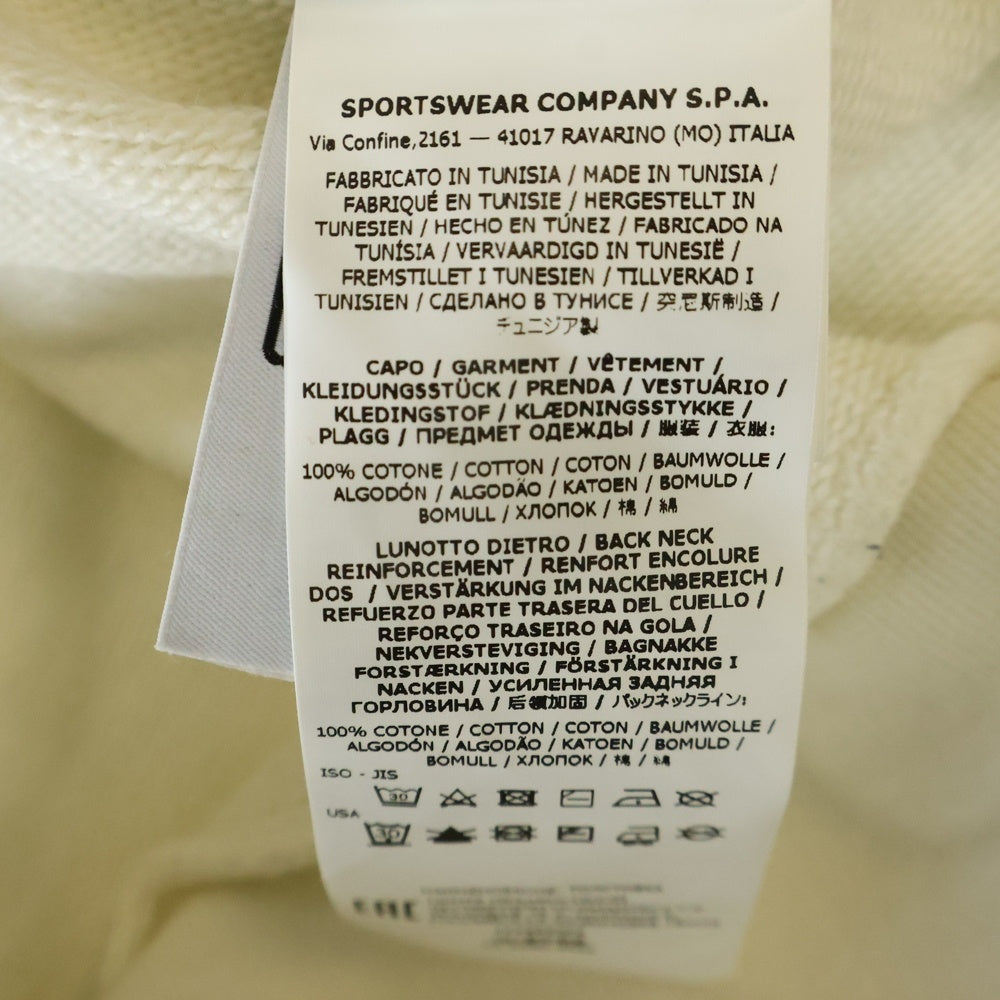 SPORTSWEAR COMPANY S.P.A.
Via Confine,2161 — 41017 RAVARINO (MO) ITALIA
FABBRICATO IN TUNISIA / MADE IN TUNISIA /
FABRIQUÉ EN TUNISIE / HERGESTELLT IN
TUNESIEN / HECHO EN TÚNEZ / FABRICADO NA
TUNÍSIA / VERVAARDIGD IN TUNESIË /
FREMSTILLET I TUNESIEN / TILLVERKAD I
TUNISIEN / СДЕЛАНО В ТУНИСЕ / 突尼斯制造 /
チュニジア製
CAPO / GARMENT / VÊTEMENT /
KLEIDUNGSSTÜCK / PRENDA / VESTUÁRIO /
KLEDINGSTOF / KLÆDNINGSSTYKKE /
PLAGG / ПРЕДМЕТ ОДЕЖДЫ / 服装 / 衣服:
100% COTONE / COTTON / COTON / BAUMWOLLE /
ALGODÓN / ALGODÃO / KATOEN / BOMULD /
BOMULL / ХЛОПОК / 棉 / 綿
LUNOTTO DIETRO / BACK NECK
REINFORCEMENT / RENFORT ENCOLURE
DOS / VERSTÄRKUNG IM NACKENBEREICH /
REFUERZO PARTE TRASERA DEL CUELLO /
REFORÇO TRASEIRO NA GOLA /
NEKVERSTEVIGING / BAGNAKKE
FORSTÆRKNING / FÖRSTÄRKNING I
NACKEN / УСИЛЕННАЯ ЗАДНЯЯ
ГОРЛОВИНА / 后领加固 / バックネックライン:
100% COTONE / COTTON / COTON / BAUMWOLLE /
ALGODÓN / ALGODÃO / KATOEN / BOMULD /
BOMULL / ХЛОПОК / 棉 / 綿
ISO - JIS
30
USA
30
EAC